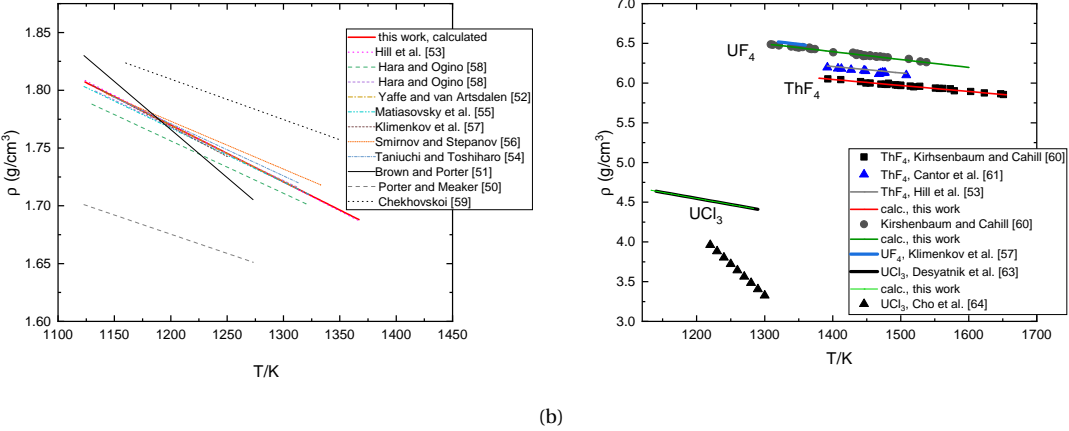 1.85
1.80
1.75
1.70
1.65
1.60
ρ (g/cm³)
1100 1150 1200 1250 1300 1350 1400 1450
T/K
this work, calculated
Hill et al. [53]
Hara and Ogino [58]
Hara and Ogino [58]
Yaffe and van Artsdalen [52]
Matiasovsky et al. [55]
Klimenkov et al. [57]
Smirnov and Stepanov [56]
Taniuchi and Toshiharo [54]
Brown and Porter [51]
Porter and Meaker [50]
Chekhovskoi [59]
7.0
6.5
6.0
5.5
5.0
4.5
4.0
3.5
3.0
ρ (g/cm³)
1200 1300 1400 1500 1600 1700
T/K
UF₄
ThF₄
UCl₃
ThF₄, Kirhsenbaum and Cahill [60]
ThF₄, Cantor et al. [61]
ThF₄, Hill et al. [53]
calc., this work
Kirshenbaum and Cahill [60]
calc., this work
UF₄, Klimenkov et al. [57]
UCl₃, Desyatnik et al. [63]
calc., this work
UCl₃, Cho et al. [64]
(b)